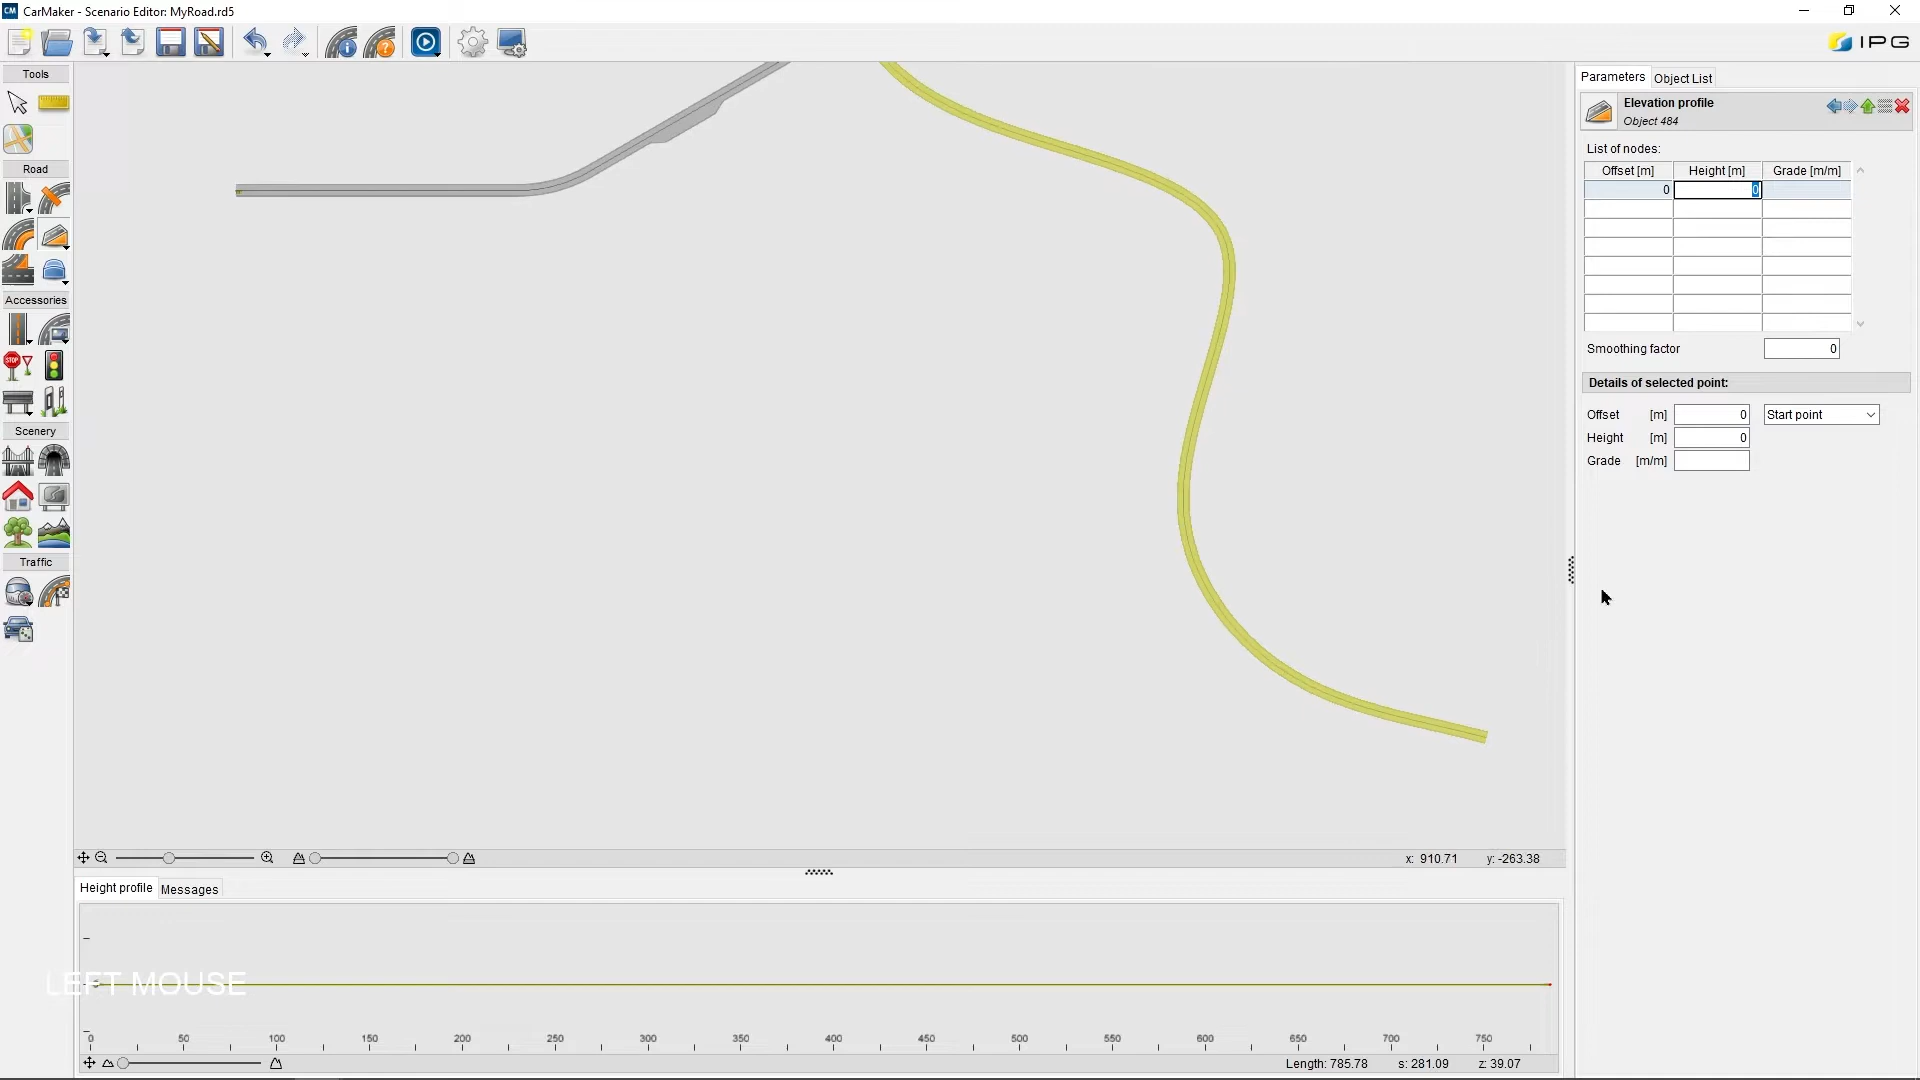 CM CarMaker - Scenario Editor: MyRoad.rd5
IPG
Tools
Road
Accessories
STOP
Scenery
Traffic
Parameters Object List
Elevation profile
Object 484
List of nodes:
Offset [m] Height [m] Grade [m/m]
0 0
Smoothing factor 0
Details of selected point:
Offset [m] 0 Start point
Height [m] 0
Grade [m/m]
x: 910.71 y: -263.38
Height profile Messages
LEFT MOUSE
0 50 100 150 200 250 300 350 400 450 500 550 600 650 700 750
Length: 785.78 s: 281.09 z: 39.07